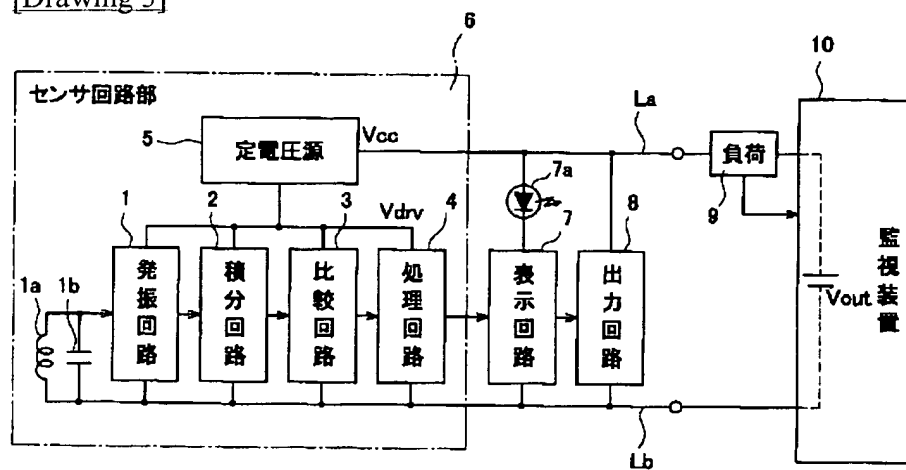 [Drawing 5]
6
10
センサ回路部
La
5
定電圧源
Vcc
負荷
7a
9
1
2
3
Vdrv
4
7
8
1a
1b
発振回路
積分回路
比較回路
処理回路
表示回路
出力回路
監視装置
Vout
Lb